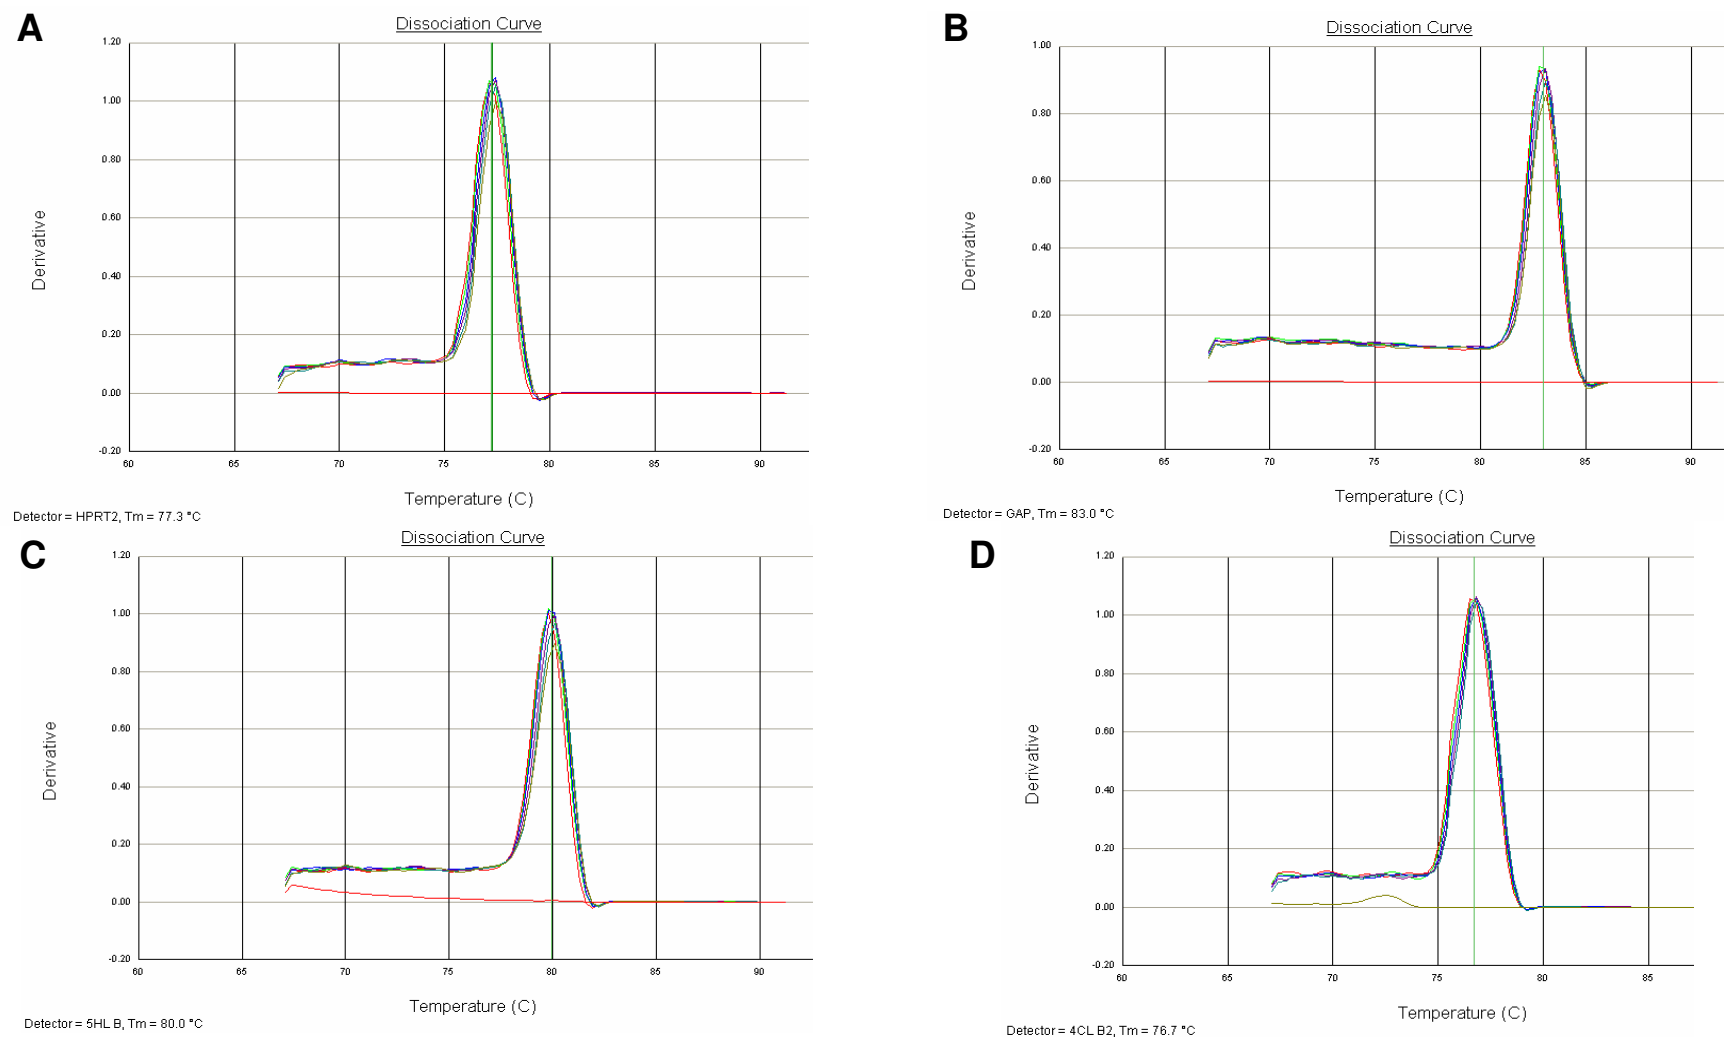 A
Dissociation Curve
1.20
1.00
0.80
0.60
0.40
0.20
0.00
-0.20
Derivative
60 65 70 75 80 85 90
Temperature (C)
Detector = HPRT2, Tm = 77.3 °C
B
Dissociation Curve
1.00
0.80
0.60
0.40
0.20
0.00
-0.20
Derivative
60 65 70 75 80 85 90
Temperature (C)
Detector = GAP, Tm = 83.0 °C
C
Dissociation Curve
1.20
1.00
0.80
0.60
0.40
0.20
0.00
-0.20
Derivative
60 65 70 75 80 85 90
Temperature (C)
Detector = 5HL B, Tm = 80.0 °C
D
Dissociation Curve
1.20
1.00
0.80
0.60
0.40
0.20
0.00
-0.20
Derivative
60 65 70 75 80 85
Temperature (C)
Detector = 4CL B2, Tm = 76.7 °C